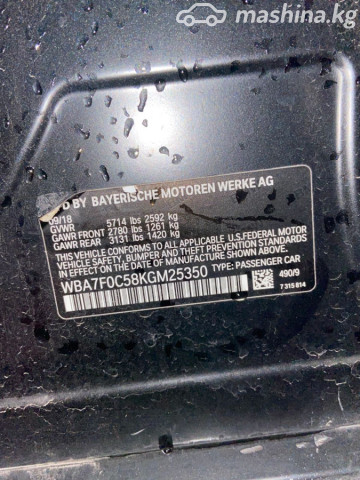 mashina.kg
D BY BAYERISCHE MOTOREN WERKE AG
09/18
GVWR 5714 lbs 2592 kg
GAWR FRONT 2780 lbs 1261 kg
GAWR REAR 3131 lbs 1420 kg
THIS VEHICLE CONFORMS TO ALL APPLICABLE U.S.FEDERAL MOTOR
VEHICLE SAFETY, BUMPER, AND THEFT PREVENTION STANDARDS
IN EFFECT ON THE DATE OF MANUFACTURE SHOWN ABOVE.
WBA7F0C58KGM25350 TYPE: PASSENGER CAR
490/9
7 315 814